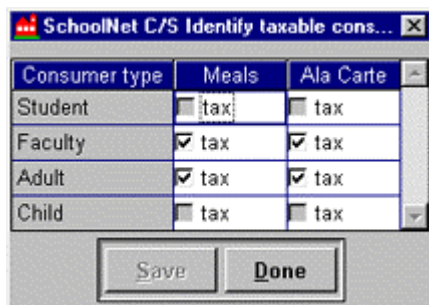 SchoolNet C/S Identify taxable cons...
Consumer type Meals Ala Carte
Student tax tax
Faculty tax tax
Adult tax tax
Child tax tax
Save Done